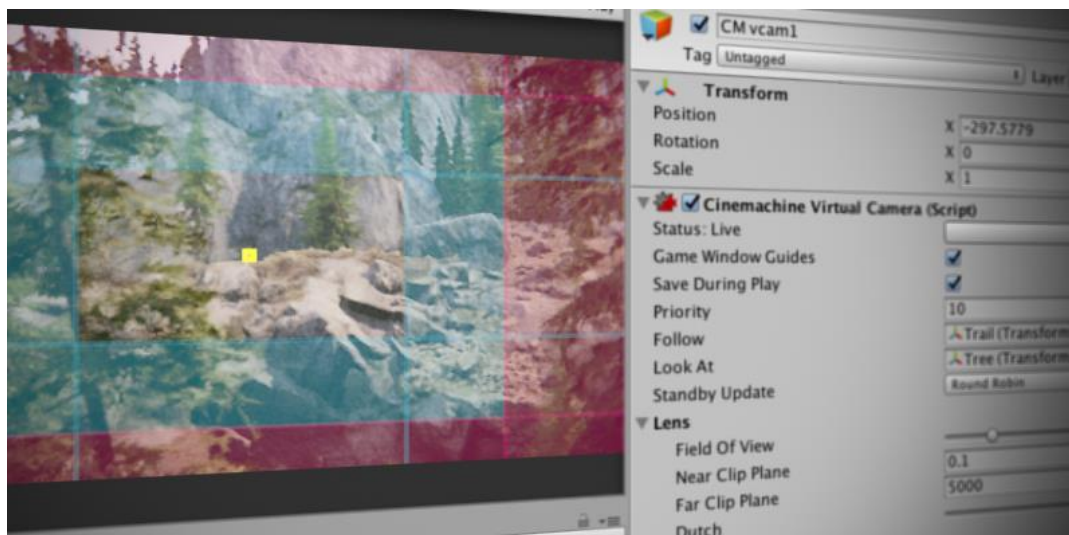 CM vcam1
Tag Untagged Layer
Transform
Position X -297.5779
Rotation X 0
Scale X 1
Cinemachine Virtual Camera (Script)
Status: Live
Game Window Guides
Save During Play
Priority 10
Follow Trail (Transform
Look At Tree (Transform
Standby Update Round Robin
Lens
Field Of View
Near Clip Plane 0.1
Far Clip Plane 5000
Dutch